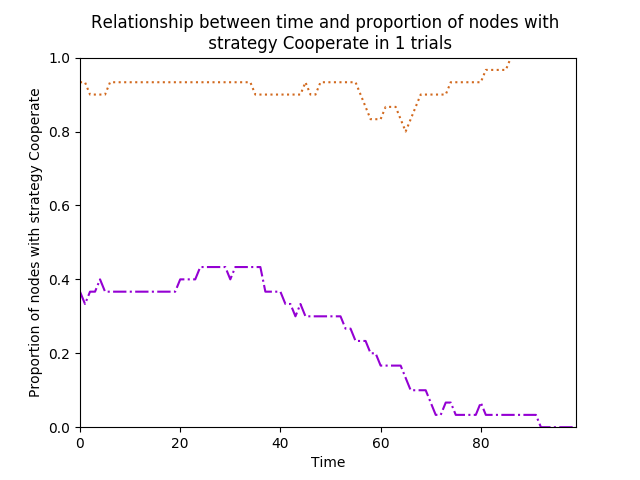 Relationship between time and proportion of nodes with
strategy Cooperate in 1 trials
Proportion of nodes with strategy Cooperate
1.0
0.8
0.6
0.4
0.2
0.0
0 20 40 60 80
Time